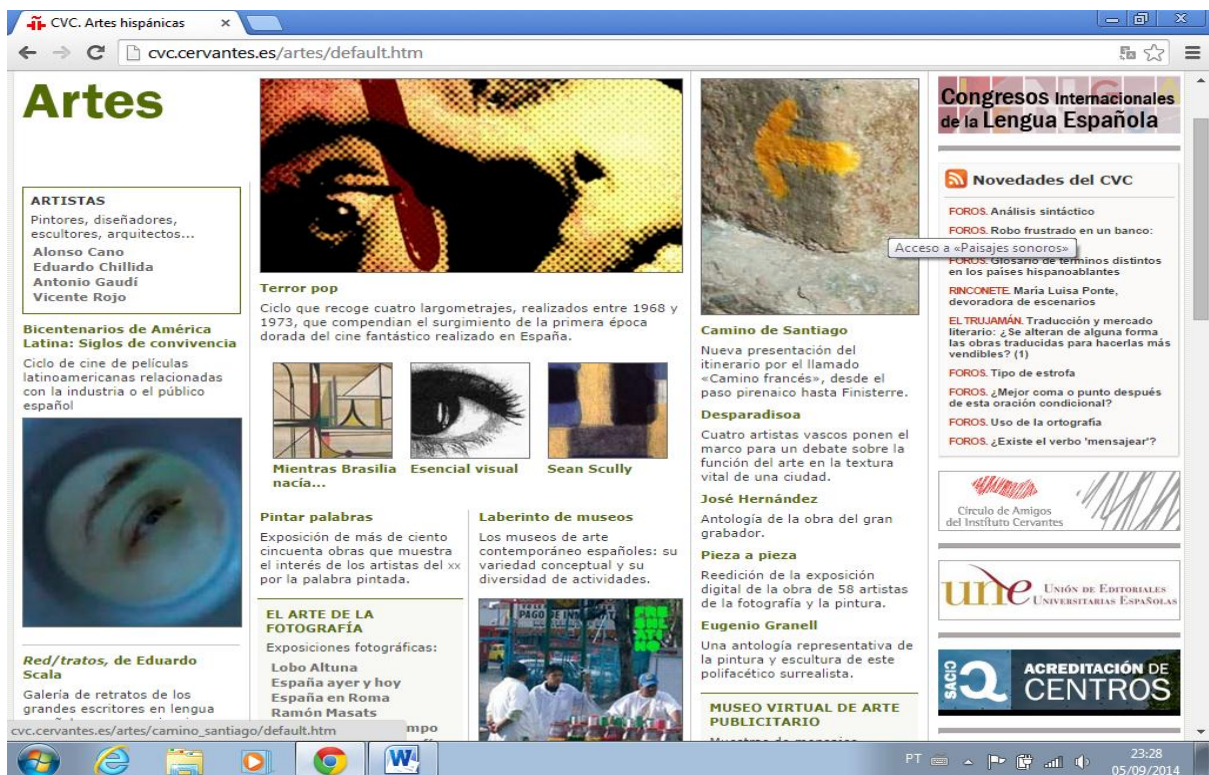 CVC. Artes hispánicas
cvc.cervantes.es/artes/default.htm
Artes
ARTISTAS
Pintores, diseñadores,
escultores, arquitectos...
Alonso Cano
Eduardo Chillida
Antonio Gaudí
Vicente Rojo
Bicentenarios de América
Latina: Siglos de convivencia
Ciclo de cine de películas
latinoamericanas relacionadas
con la industria o el público
español
Red/tratos, de Eduardo
Scala
Galería de retratos de los
grandes escritores en lengua
cvc.cervantes.es/artes/camino_santiago/default.htm
Terror pop
Ciclo que recoge cuatro largometrajes, realizados entre 1968 y
1973, que compendian el surgimiento de la primera época
dorada del cine fantástico realizado en España.
Mientras Brasilia
nacía...
Esencial visual
Sean Scully
Pintar palabras
Exposición de más de ciento
cincuenta obras que muestra
el interés de los artistas del xx
por la palabra pintada.
EL ARTE DE LA
FOTOGRAFÍA
Exposiciones fotográficas:
Lobo Altuna
España ayer y hoy
España en Roma
Ramón Masats
mpo
Laberinto de museos
Los museos de arte
contemporáneo españoles: su
variedad conceptual y su
diversidad de actividades.
PAGO DE
Camino de Santiago
Nueva presentación del
itinerario por el llamado
«Camino francés», desde el
paso pirenaico hasta Finisterre.
Desparadisoa
Cuatro artistas vascos ponen el
marco para un debate sobre la
función del arte en la textura
vital de una ciudad.
José Hernández
Antología de la obra del gran
grabador.
Pieza a pieza
Reedición de la exposición
digital de la obra de 58 artistas
de la fotografía y la pintura.
Eugenio Granell
Una antología representativa de
la pintura y escultura de este
polifacético surrealista.
MUSEO VIRTUAL DE ARTE
PUBLICITARIO
Congresos Internacionales
de la Lengua Española
Novedades del CVC
FOROS. Análisis sintáctico
FOROS. Robo frustrado en un banco:
Acceso a «Paisajes sonoros»
FOROS. Glosario de términos distintos
en los países hispanoablantes
RINCONETE. María Luisa Ponte,
devoradora de escenarios
EL TRUJAMÁN. Traducción y mercado
literario: ¿Se alteran de alguna forma
las obras traducidas para hacerlas más
vendibles? (1)
FOROS. Tipo de estrofa
FOROS. ¿Mejor coma o punto después
de esta oración condicional?
FOROS. Uso de la ortografía
FOROS. ¿Existe el verbo 'mensajear'?
Círculo de Amigos
del Instituto Cervantes
une Unión de Editoriales
Universitarias Españolas
SACIC
ACREDITACIÓN DE
CENTROS
PT
23:28
05/09/2014